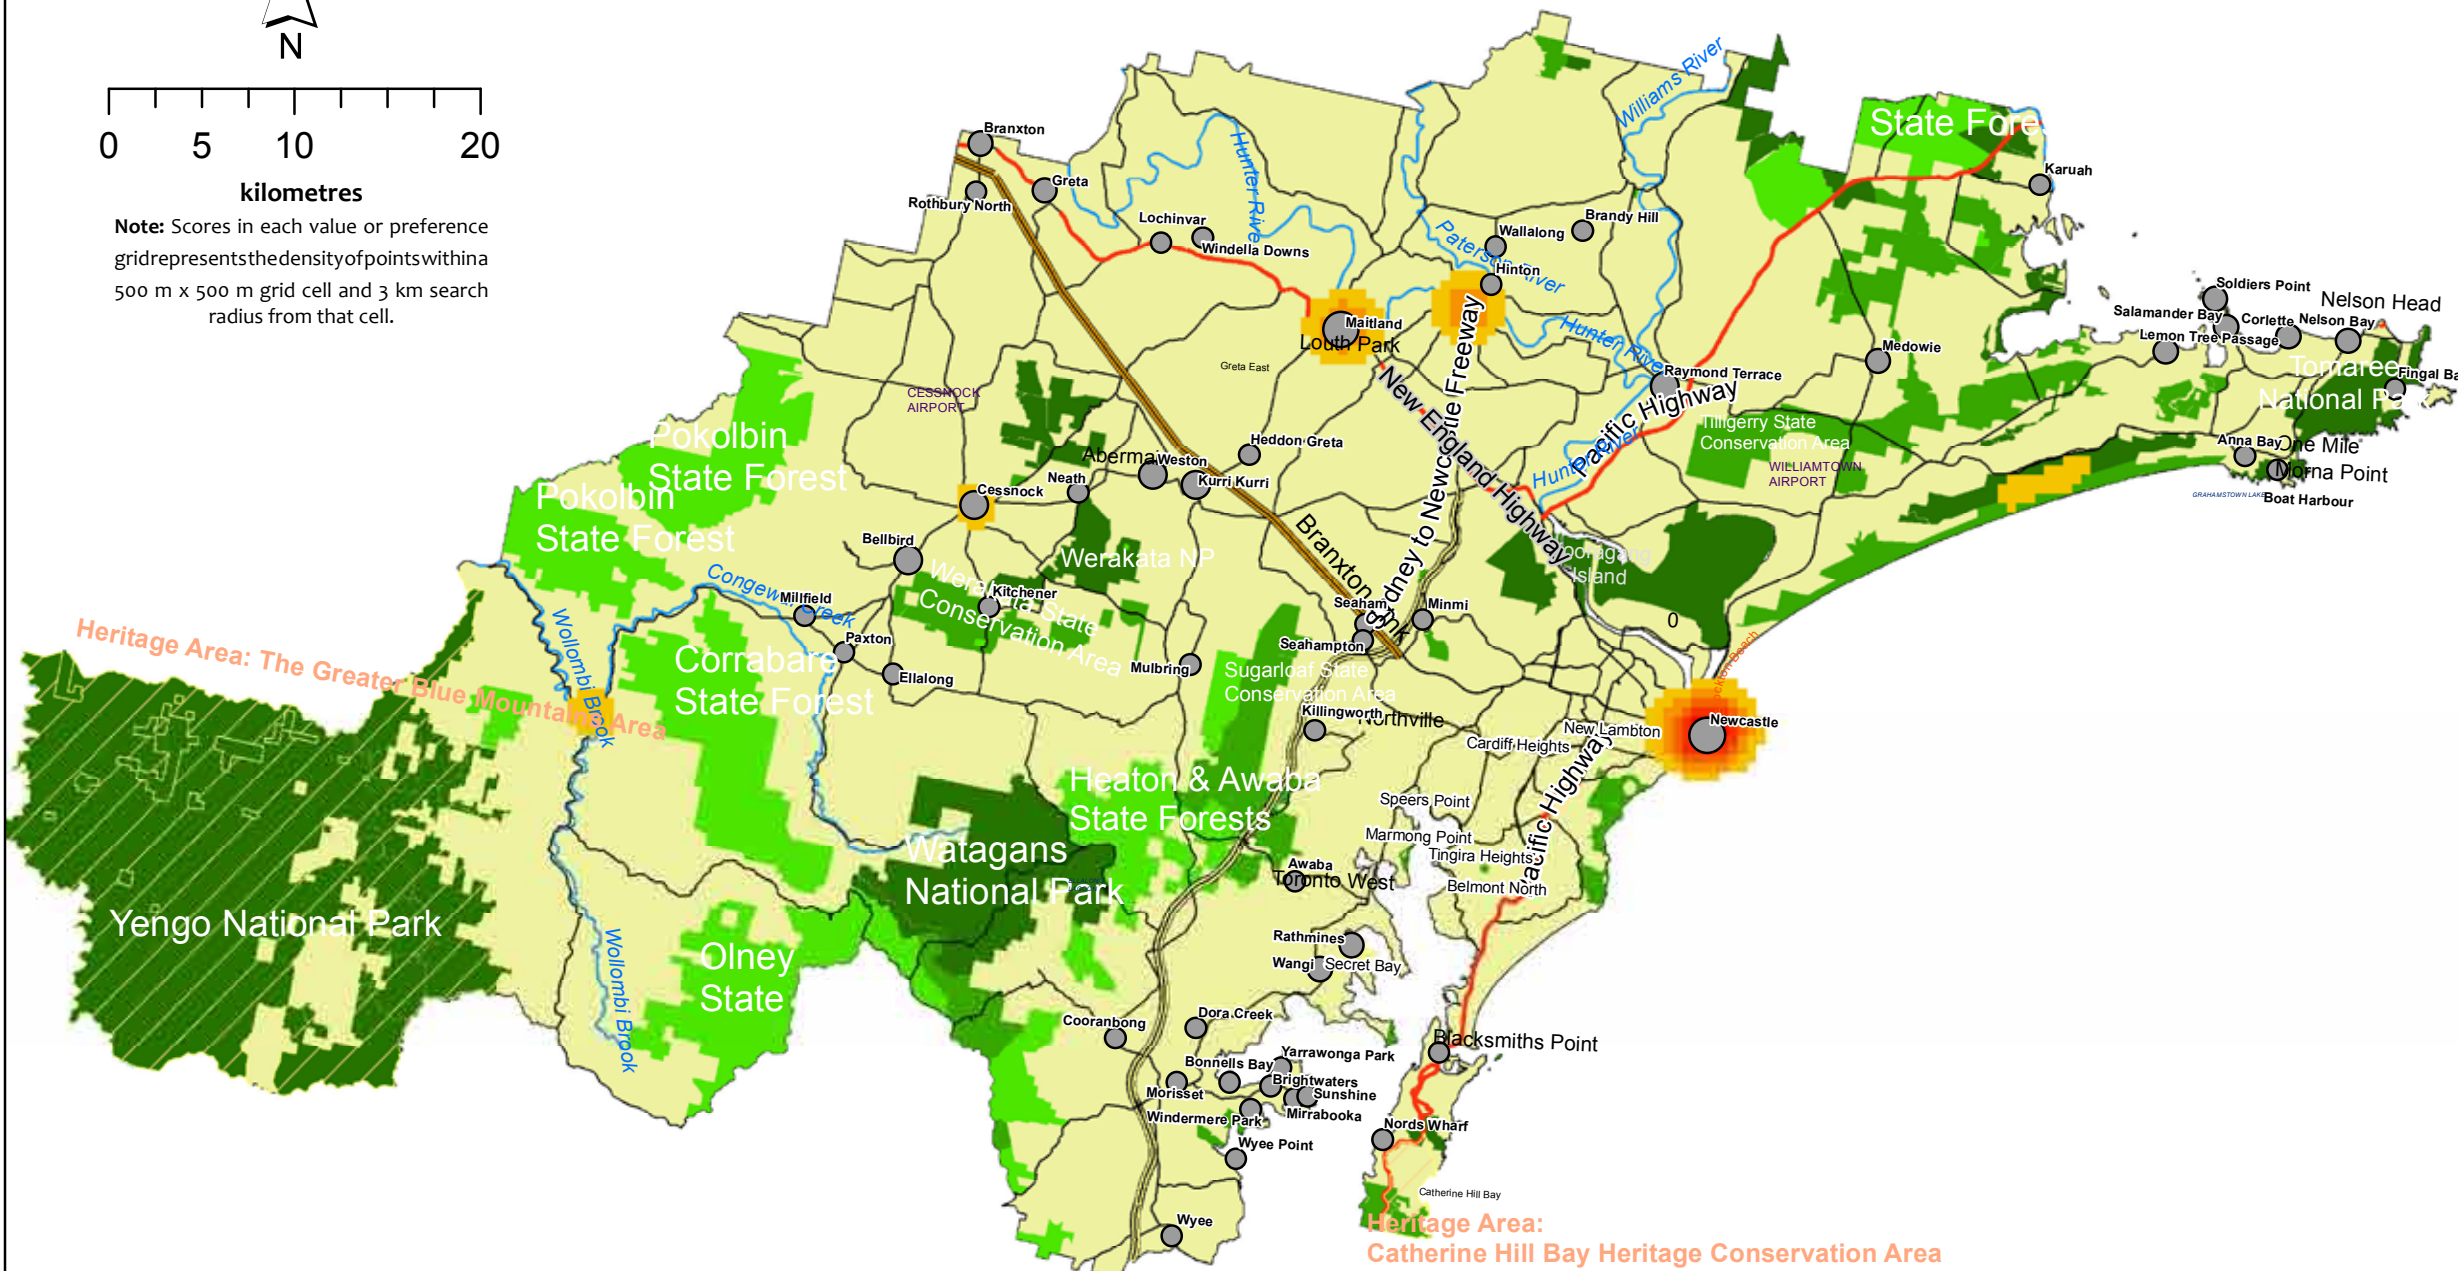 N
0 5 10 20
kilometres
Note: Scores in each value or preference
gridrepresentsthedensityofpointswithina
500 m x 500 m grid cell and 3 km search
radius from that cell.
Williams River
State Fore
Branxton
Karuah
Greta
Rothbury North
Hunter Rive
Lochinvar
Windella Downs
Brandy Hill
Wallalong
Paterson River
Hinton
Soldiers Point
Nelson Head
Salamander Bay
Corlette
Nelson Bay
Lemon Tree Passage
Maitland
Louth Park
Hunter River
Medowie
Raymond Terrace
Tomaree
National Park
Fingal Ba
Greta East
CESSNOCK
AIRPORT
New England Highway
Sydney to Newcastle Freeway
Pacific Highway
Hunter River
Tilligerry State
Conservation Area
WILLIAMTOWN
AIRPORT
Anna Bay
One Mile
Morna Point
Boat Harbour
GRAHAMSTOWN LAKE
Pokolbin
State Forest
Pokolbin
State Forest
Heddon Greta
Weston
Kurri Kurri
Neath
Cessnock
Branxton
Bellbird
Werakata NP
Island
Congewai Creek
Werakata State
Conservation Area
Kitchener
Millfield
Seaham
Minmi
0
Seahampton
Wollombi Brook
Heritage Area: The Greater Blue Mountains Area
Paxton
Ellalong
Mulbring
Corrabare
State Forest
Sugarloaf State
Conservation Area
Killingworth
Northville
New Lambton
Newcastle
Cardiff Heights
Pacific Highway
Heaton & Awaba
State Forests
Speers Point
Marmong Point
Tingira Heights
Belmont North
Watagans
National Park
Awaba
Toronto West
Yengo National Park
Olney
State
Wollombi Brook
Rathmines
Wangi
Secret Bay
Cooranbong
Dora Creek
Blacksmiths Point
Yarrawonga Park
Bonnells Bay
Brightwaters
Sunshine
Morisset
Mirrabooka
Windermere Park
Nords Wharf
Wyee Point
Catherine Hill Bay
Wyee
Heritage Area:
Catherine Hill Bay Heritage Conservation Area